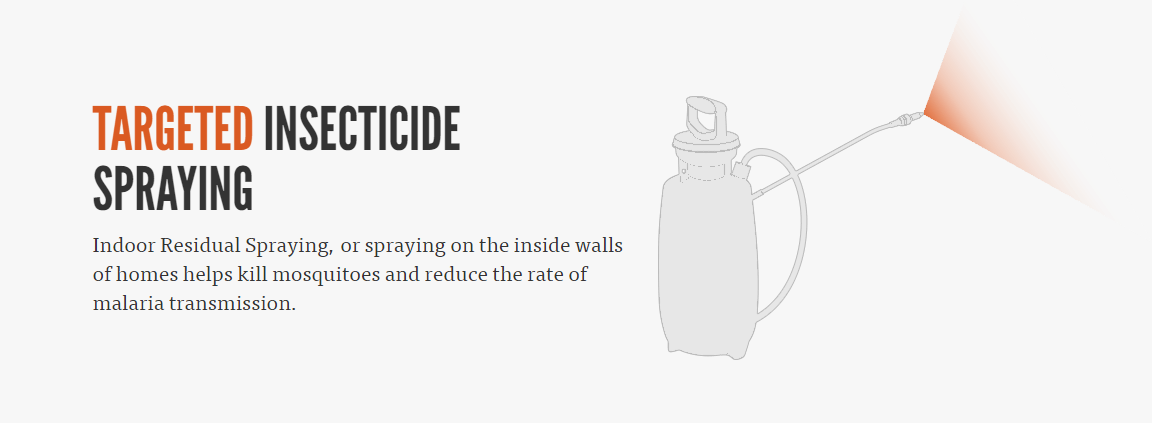 TARGETED INSECTICIDE
SPRAYING
Indoor Residual Spraying, or spraying on the inside walls
of homes helps kill mosquitoes and reduce the rate of
malaria transmission.